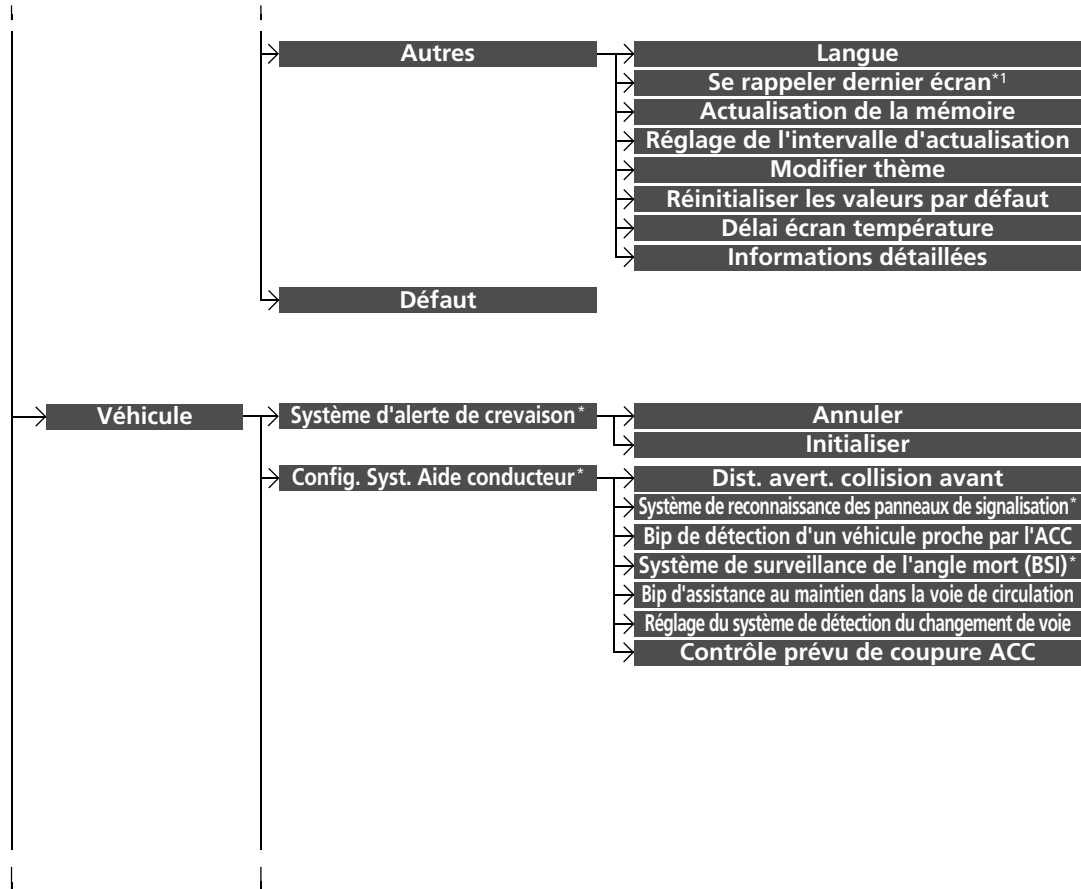 Autres
Langue
Se rappeler dernier écran*1
Actualisation de la mémoire
Réglage de l'intervalle d'actualisation
Modifier thème
Réinitialiser les valeurs par défaut
Délai écran température
Informations détaillées
Défaut
Véhicule
Système d'alerte de crevaison*
Annuler
Initialiser
Config. Syst. Aide conducteur*
Dist. avert. collision avant
Système de reconnaissance des panneaux de signalisation*
Bip de détection d'un véhicule proche par l'ACC
Système de surveillance de l'angle mort (BSI)*
Bip d'assistance au maintien dans la voie de circulation
Réglage du système de détection du changement de voie
Contrôle prévu de coupure ACC